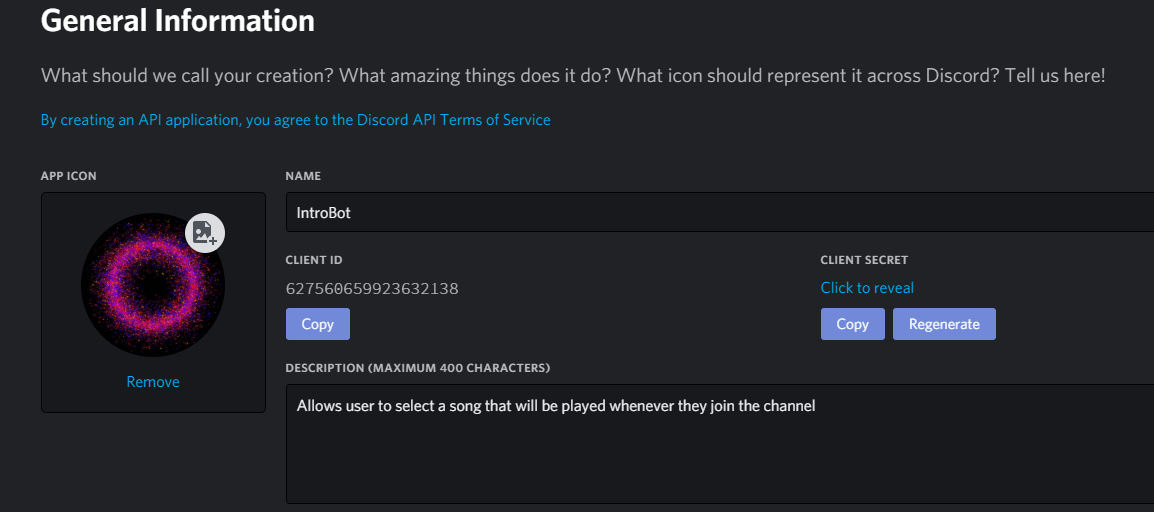 General Information
What should we call your creation? What amazing things does it do? What icon should represent it across Discord? Tell us here!
By creating an API application, you agree to the Discord API Terms of Service
APP ICON
NAME
IntroBot
CLIENT ID
CLIENT SECRET
627560659923632138
Click to reveal
Copy
Copy
Regenerate
DESCRIPTION (MAXIMUM 400 CHARACTERS)
Remove
Allows user to select a song that will be played whenever they join the channel